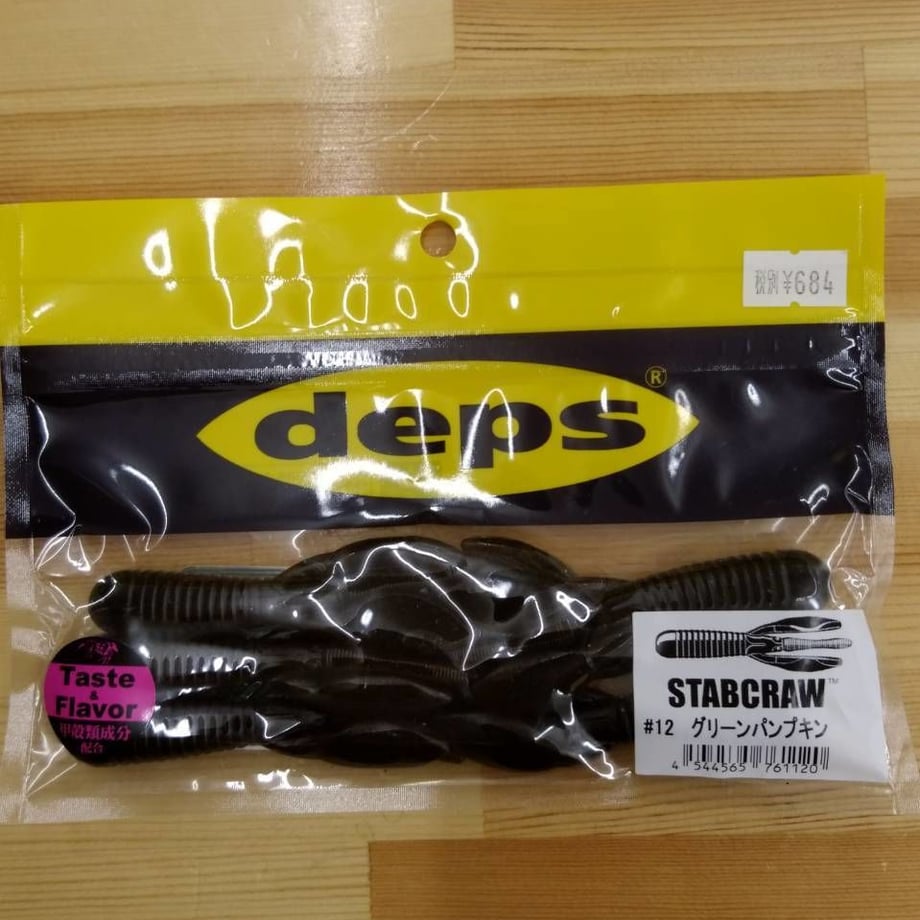 税別¥684
deps®
Taste
&
Flavor
甲殻類成分
配合
STABCRAW™
#12 グリーンパンプキン
4 544565 761120